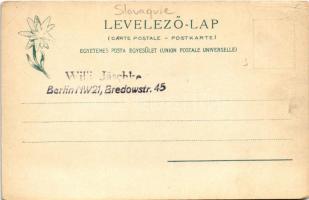 Slovaquie
LEVELEZŐ-LAP
(CARTE POSTALE - POSTKARTE)
EGYETEMES POSTA EGYESÜLET (UNION POSTALE UNIVERSELLE)
Willi Jäschke
Berlin NW21, Bredowstr. 45